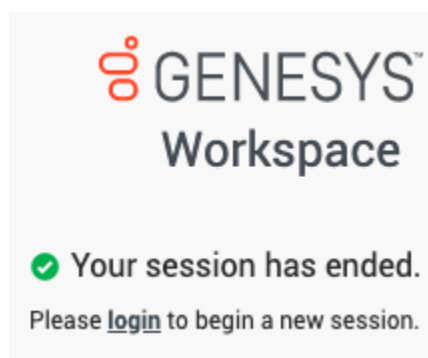 GENESYS™
Workspace
Your session has ended.
Please login to begin a new session.